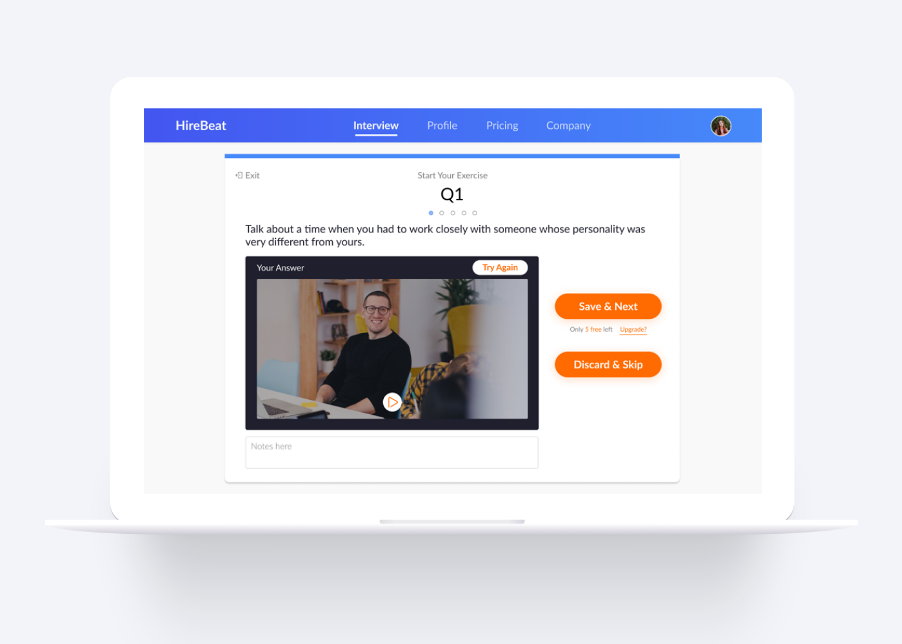 HireBeat
Interview
Profile
Pricing
Company
Exit
Start Your Exercise
Q1
Talk about a time when you had to work closely with someone whose personality was
very different from yours.
Your Answer
Try Again
Save & Next
Only 5 free left Upgrade?
Discard & Skip
Notes here